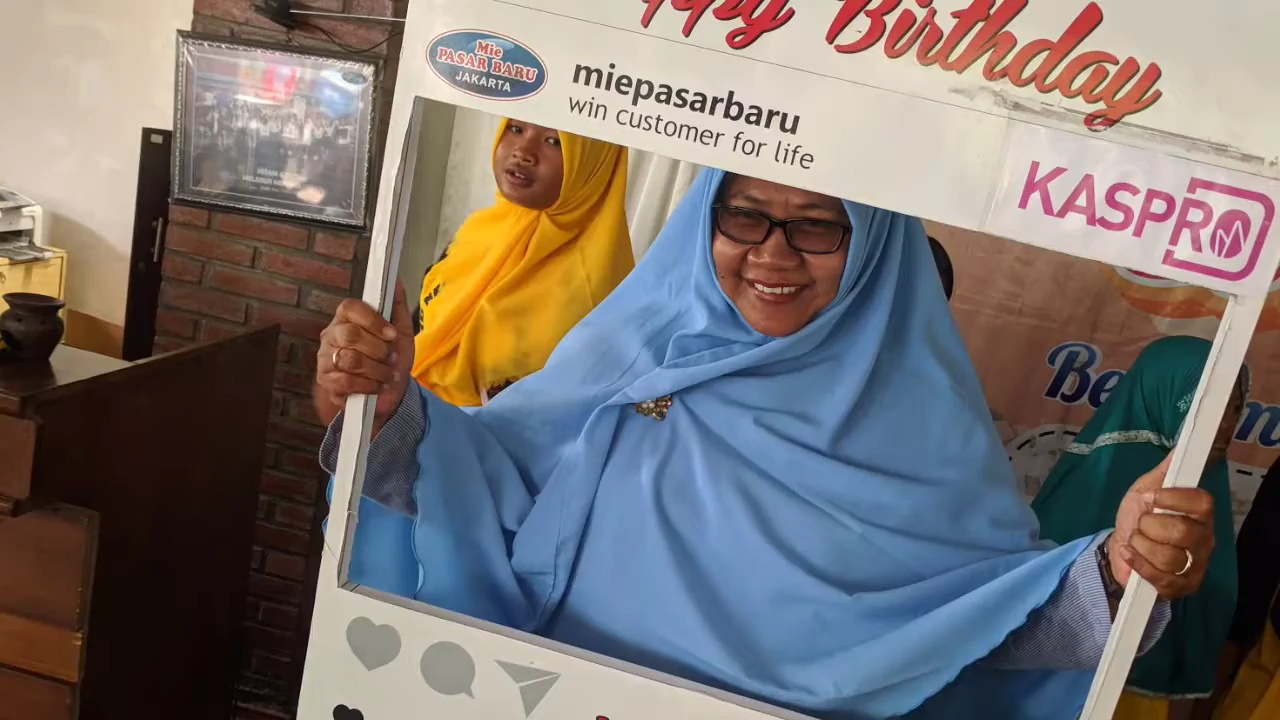 Birthday
Mie
PASAR BARU
JAKARTA
miepasarbaru
win customer for life
KASPRO